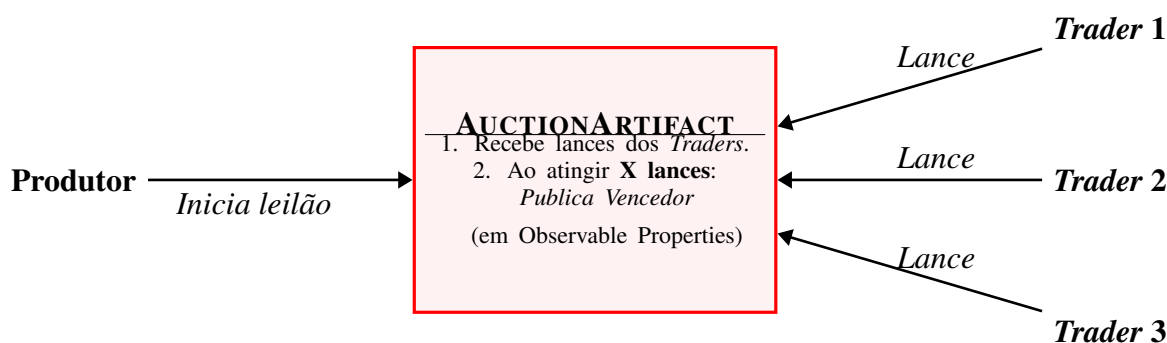 Trader 1
Lance
AUCTIONARTIFACT
1. Recebe lances dos Traders.
2. Ao atingir X lances:
Publica Vencedor
(em Observable Properties)
Produtor
Inicia leilão
Lance
Trader 2
Lance
Trader 3